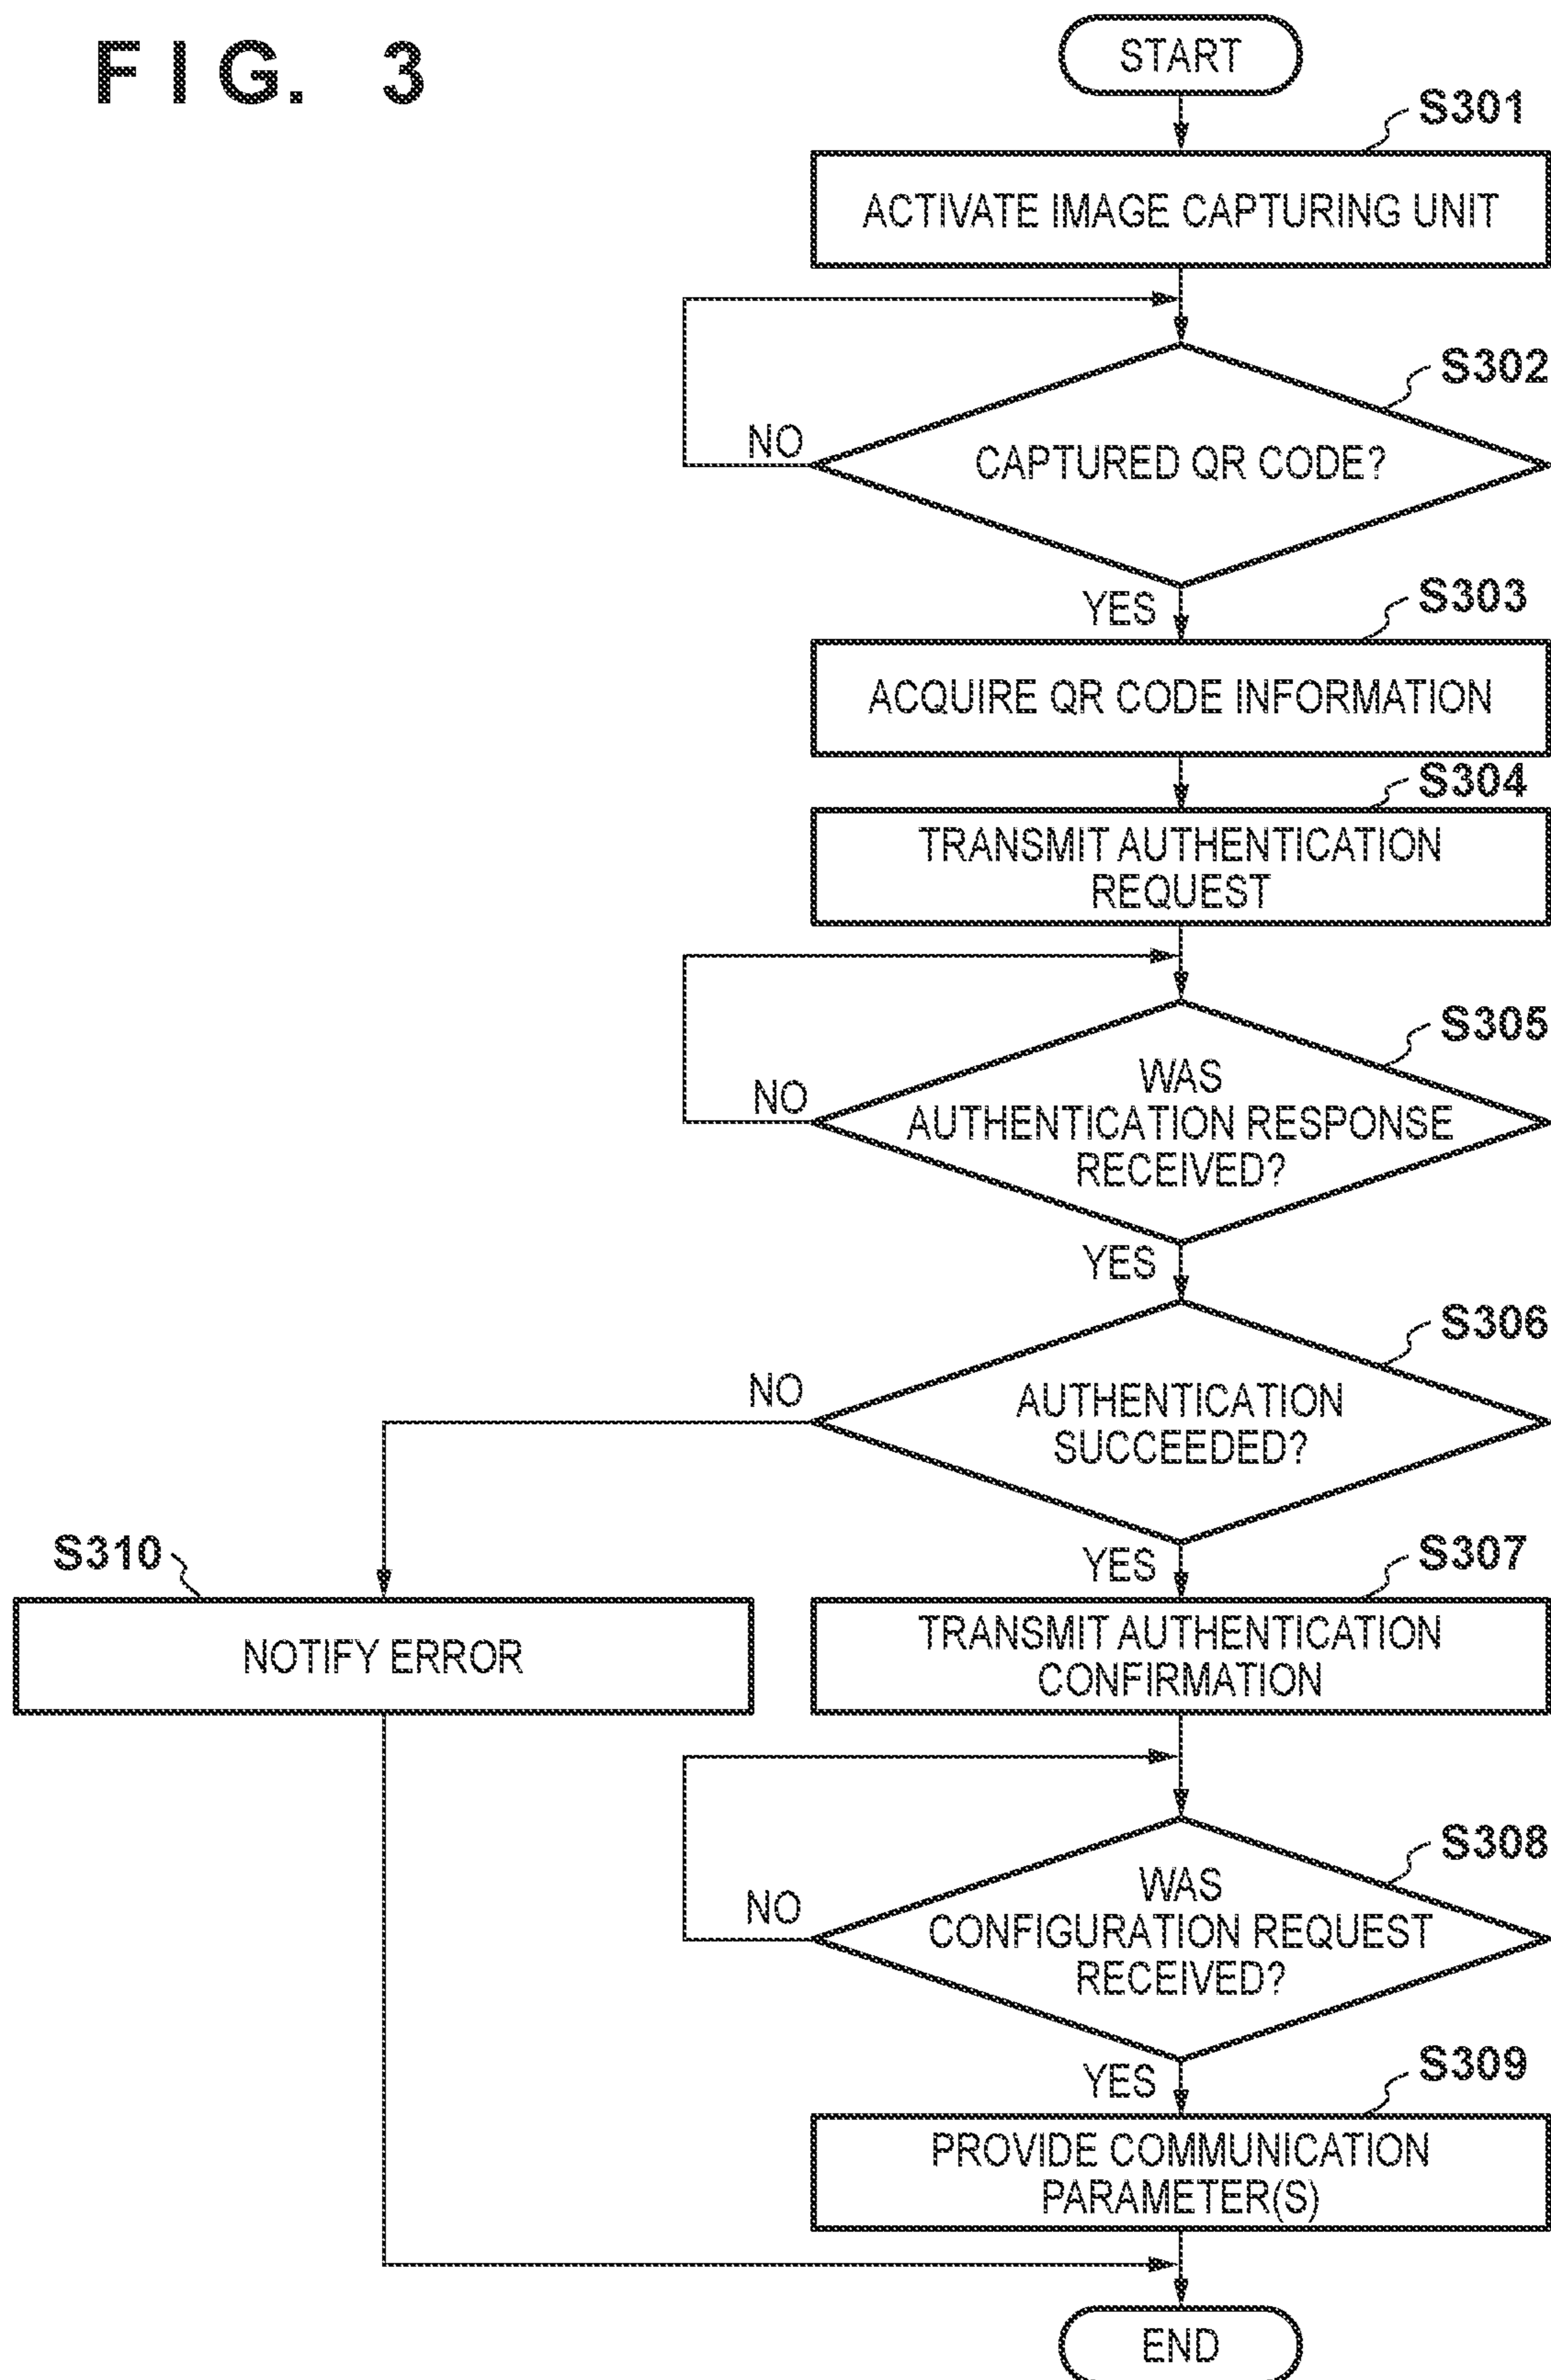 FIG. 3
START
S301
ACTIVATE IMAGE CAPTURING UNIT
S302
NO
CAPTURED QR CODE?
YES
S303
ACQUIRE QR CODE INFORMATION
S304
TRANSMIT AUTHENTICATION
REQUEST
S305
WAS
NO
AUTHENTICATION RESPONSE
RECEIVED?
YES
S306
NO
AUTHENTICATION
SUCCEEDED?
S310
YES
S307
NOTIFY ERROR
TRANSMIT AUTHENTICATION
CONFIRMATION
S308
WAS
NO
CONFIGURATION REQUEST
RECEIVED?
YES
S309
PROVIDE COMMUNICATION
PARAMETER(S)
END